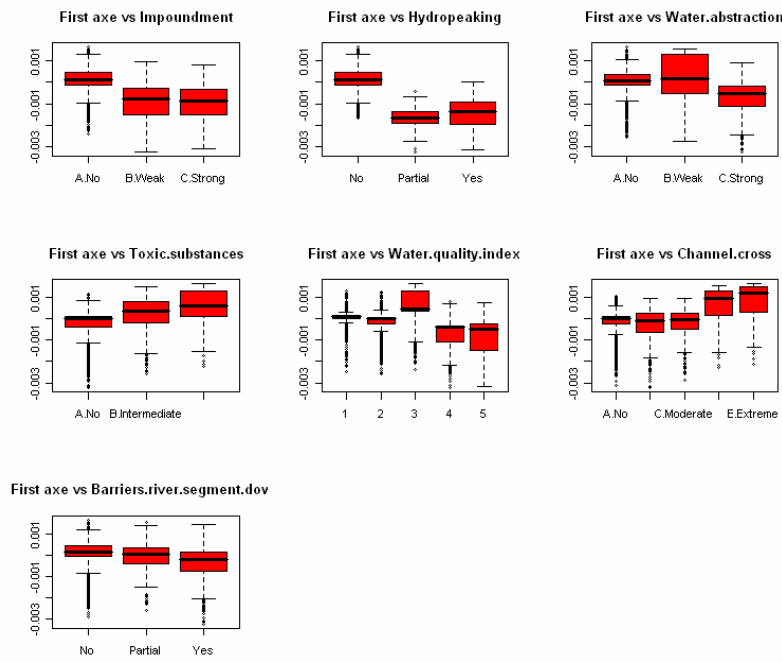 First axe vs Impoundment
First axe vs Hydropeaking
First axe vs Water.abstraction
0.001
-0.001
-0.003
A.No B.Weak C.Strong
0.001
-0.001
-0.003
No Partial Yes
0.001
-0.001
-0.003
A.No B.Weak C.Strong
First axe vs Toxic.substances
First axe vs Water.quality.index
First axe vs Channel.cross
0.001
-0.001
-0.003
A.No B.Intermediate
0.001
-0.001
-0.003
1 2 3 4 5
0.001
-0.001
-0.003
A.No C.Moderate E.Extreme
First axe vs Barriers.river.segment.dov
0.001
-0.001
-0.003
No Partial Yes